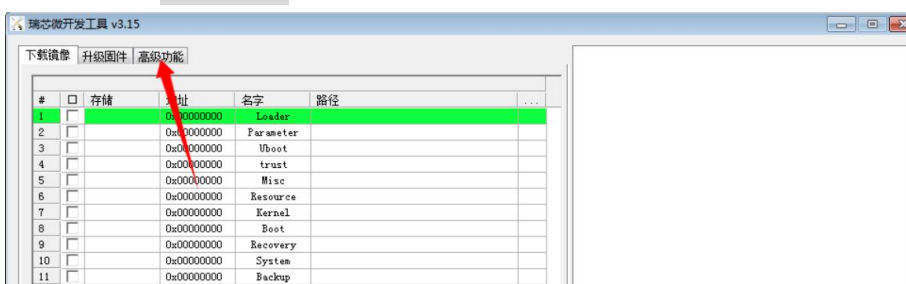 瑞芯微开发工具 v3.15
下载镜像 升级固件 高级功能
# 存储 地址 名字 路径 ...
1 0x00000000 Loader
2 0x00000000 Parameter
3 0x00000000 Uboot
4 0x00000000 trust
5 0x00000000 Misc
6 0x00000000 Resource
7 0x00000000 Kernel
8 0x00000000 Boot
9 0x00000000 Recovery
10 0x00000000 System
11 0x00000000 Backup